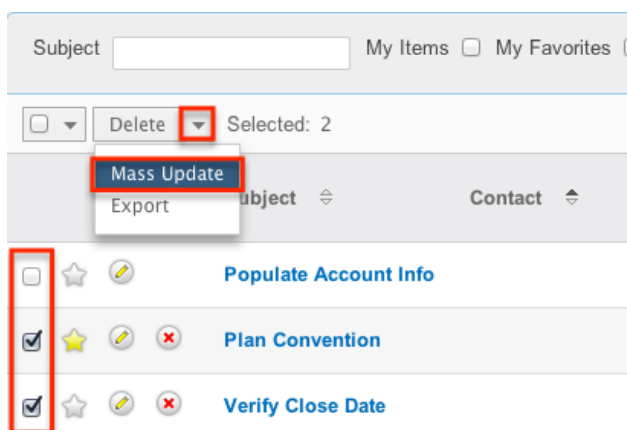 Subject My Items My Favorites
Delete Selected: 2
Mass Update
Export
ubject Contact
Populate Account Info
Plan Convention
Verify Close Date